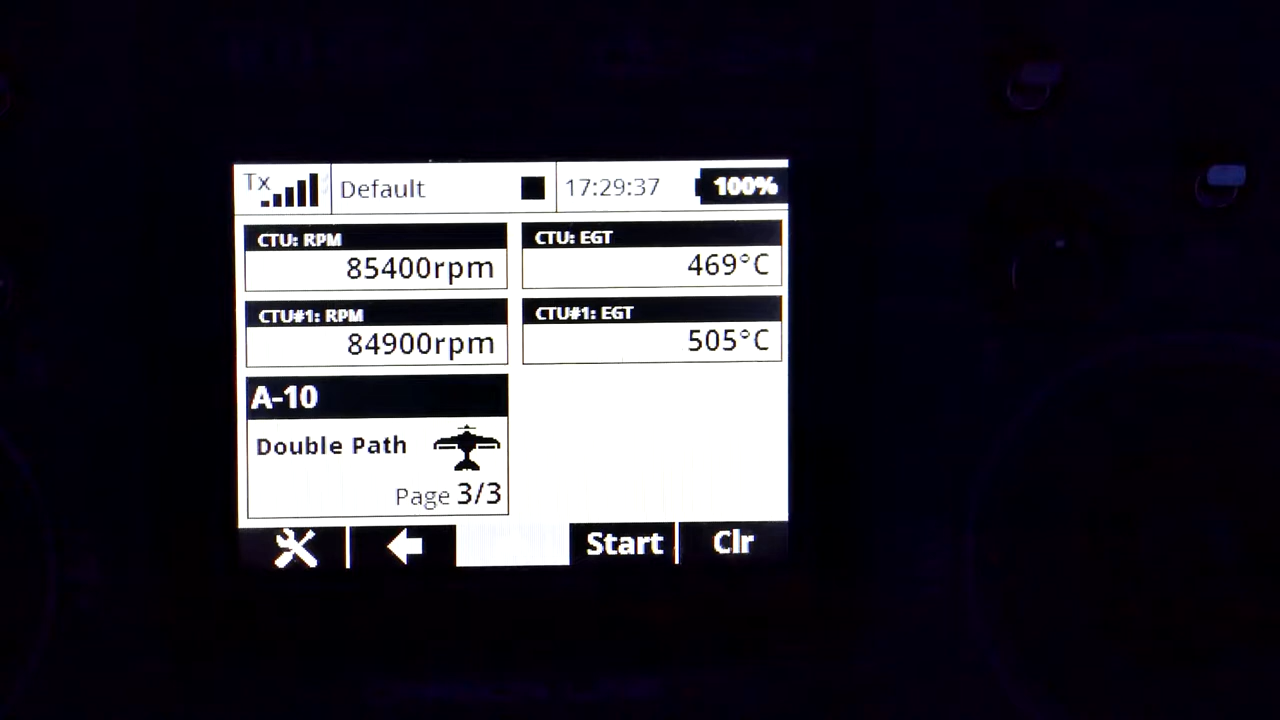 Tx Default 17:29:37 100%
CTU: RPM CTU: EGT
85400rpm 469°C
CTU#1: RPM CTU#1: EGT
84900rpm 505°C
A-10
Double Path
Page 3/3
Start Clr